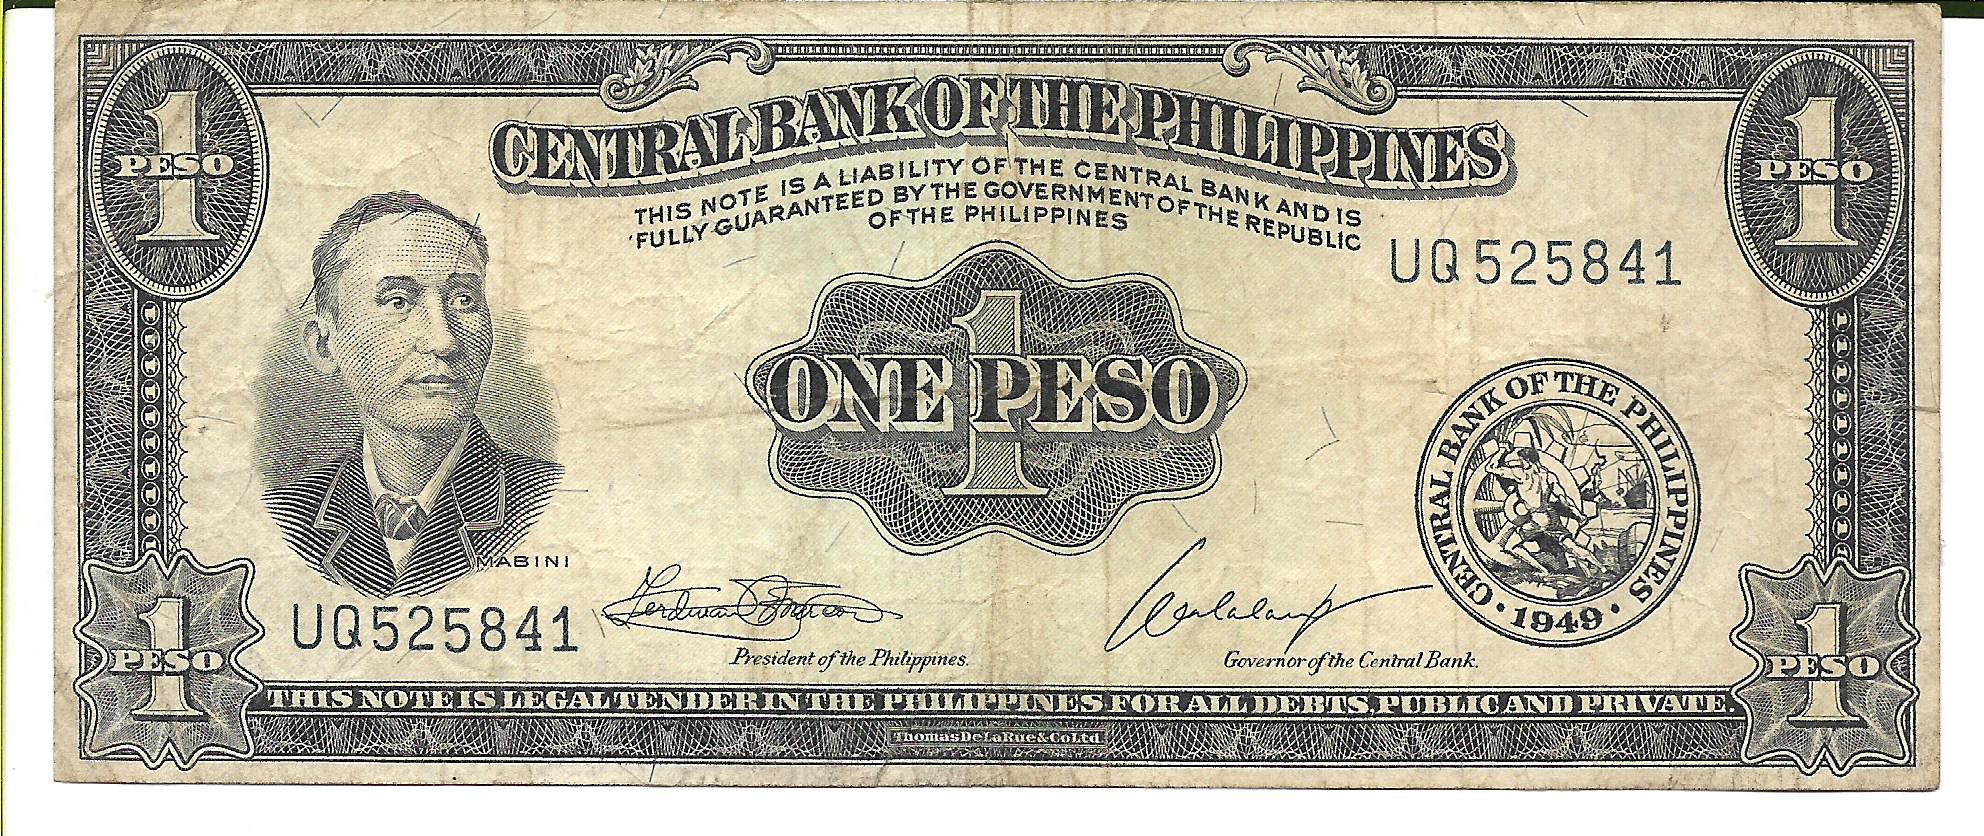 1
PESO
1
PESO
CENTRAL BANK OF THE PHILIPPINES
THIS NOTE IS A LIABILITY OF THE CENTRAL BANK AND IS
FULLY GUARANTEED BY THE GOVERNMENT OF THE REPUBLIC
OF THE PHILIPPINES
UQ525841
1
ONE PESO
CENTRAL BANK OF THE PHILIPPINES
· 1949 ·
MABINI
UQ525841
President of the Philippines.
Governor of the Central Bank.
1
PESO
1
PESO
THIS NOTE IS LEGAL TENDER IN THE PHILIPPINES FOR ALL DEBTS, PUBLIC AND PRIVATE.
Thomas De La Rue & Co Ltd